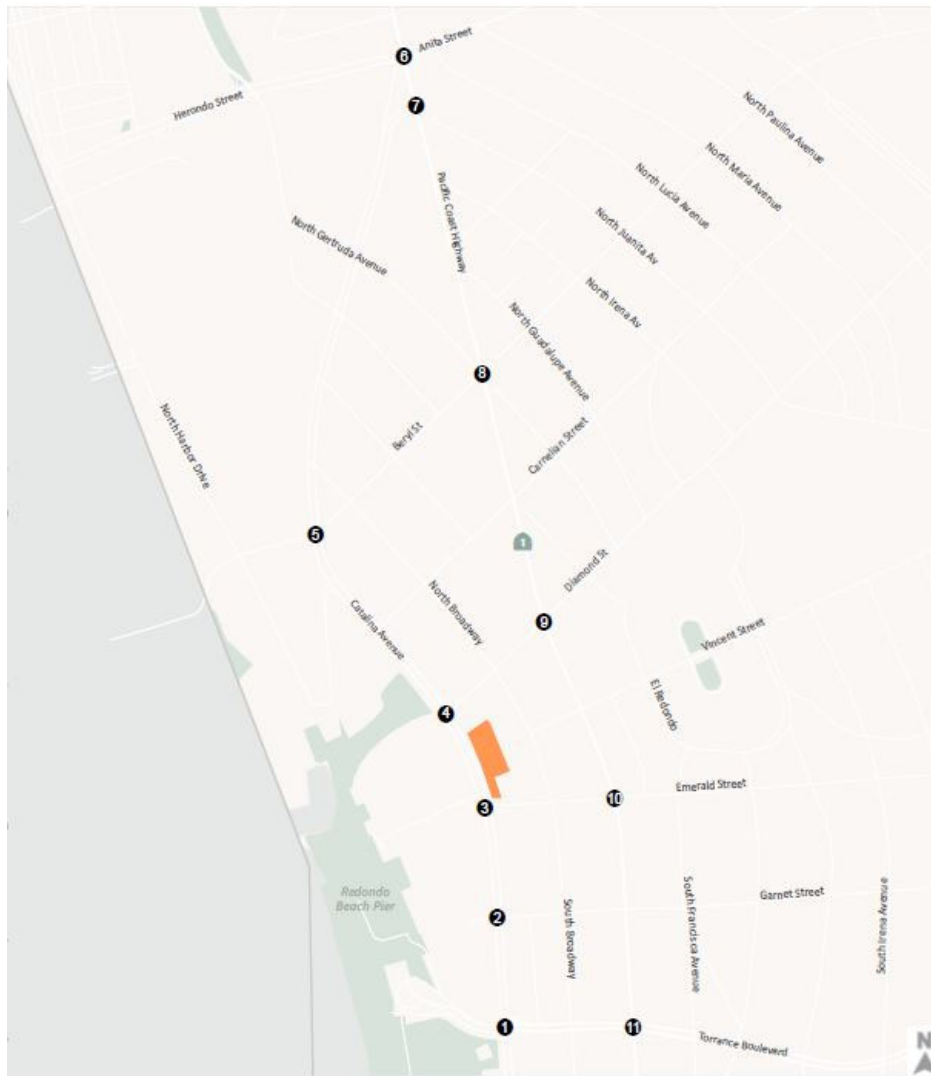 6
Anita Street
7
Herondo Street
North Paulina Avenue
North Maria Avenue
North Lucia Avenue
Pacific Coast Highway
North Juanita Av
North Gertruda Avenue
North Irena Av
North Guadalupe Avenue
8
North Harbor Drive
Beryl St
Carnelian Street
5
1
Diamond St
Catalina Avenue
North Broadway
9
Vincent Street
El Redondo
4
Emerald Street
3
10
Redondo
Beach Pier
Garnet Street
South Francisca Avenue
South Irena Avenue
2
South Broadway
1
11
Torrance Boulevard
N